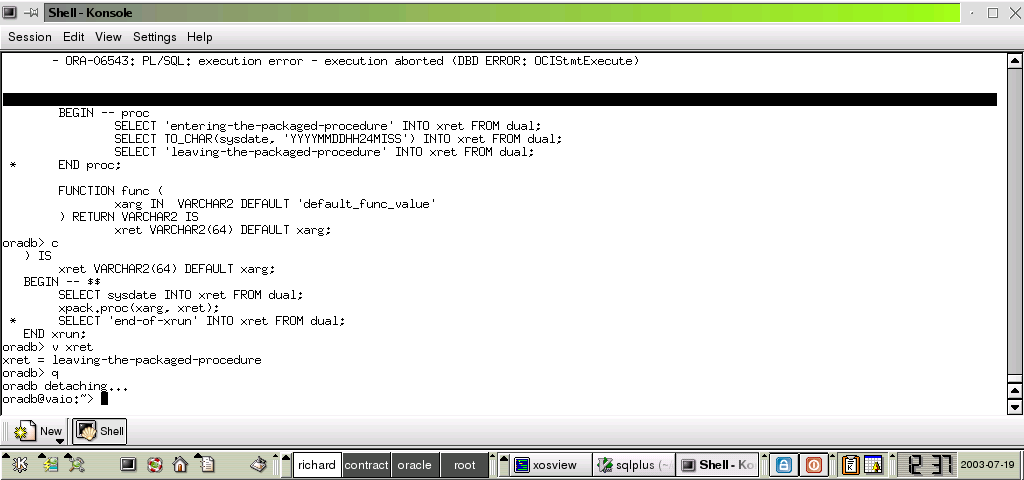 Shell - Konsole
Session Edit View Settings Help
- ORA-06543: PL/SQL: execution error - execution aborted (DBD ERROR: OCIStmtExecute)
BEGIN -- proc
SELECT 'entering-the-packaged-procedure' INTO xret FROM dual;
SELECT TO_CHAR(sysdate, 'YYYYMMDDHH24MISS') INTO xret FROM dual;
SELECT 'leaving-the-packaged-procedure' INTO xret FROM dual;
* END proc;
FUNCTION func (
xarg IN VARCHAR2 DEFAULT 'default_func_value'
) RETURN VARCHAR2 IS
xret VARCHAR2(64) DEFAULT xarg;
oradb> c
) IS
xret VARCHAR2(64) DEFAULT xarg;
BEGIN -- $$
SELECT sysdate INTO xret FROM dual;
xpack.proc(xarg, xret);
* SELECT 'end-of-xrun' INTO xret FROM dual;
END xrun;
oradb> v xret
xret = leaving-the-packaged-procedure
oradb> q
oradb detaching...
oradb@vaio:~>
New Shell
richard contract oracle root xosview sqlplus (~ Shell - Ko 2:37 2003-07-19